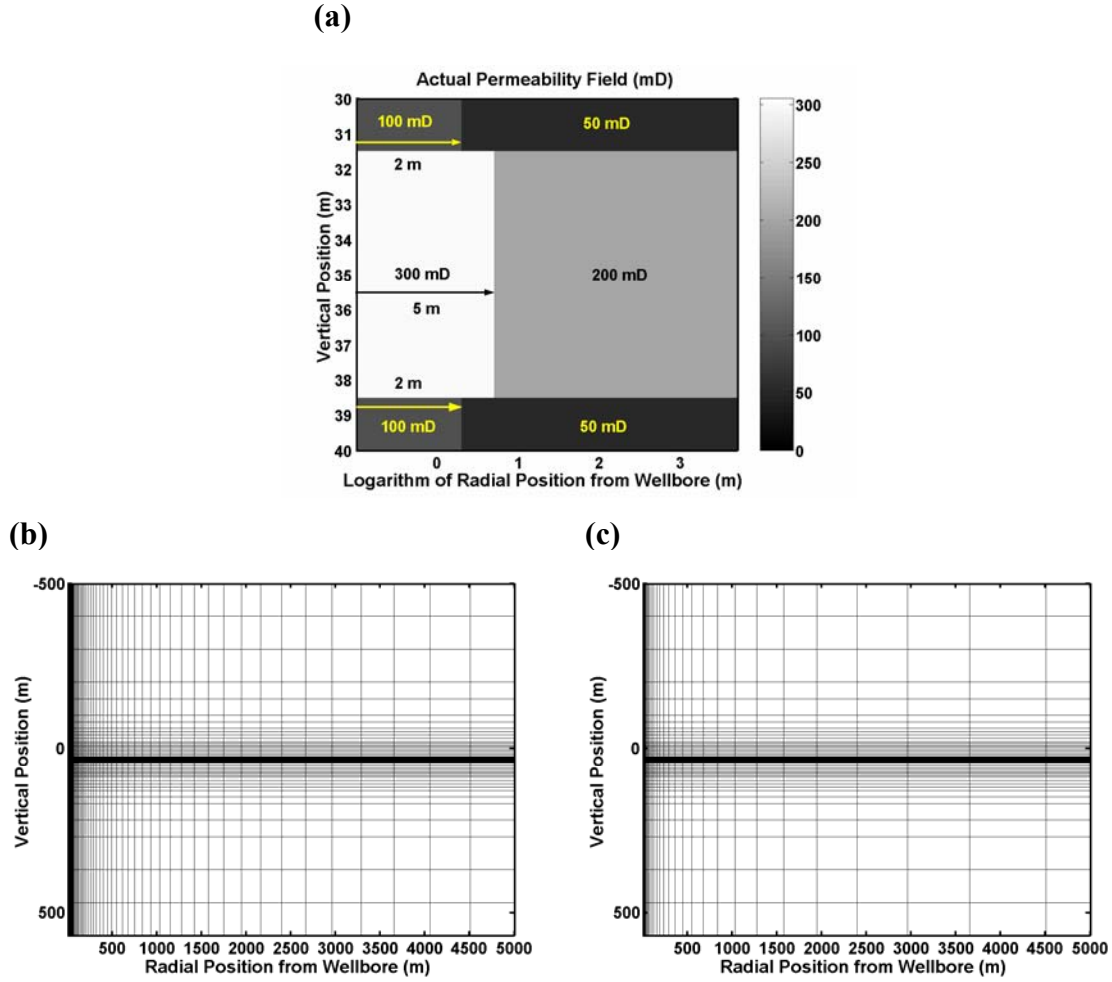 (a)
Actual Permeability Field (mD)
30
31
32
33
34
35
36
37
38
39
40
Vertical Position (m)
100 mD
50 mD
2 m
300 mD
200 mD
5 m
2 m
100 mD
50 mD
0
1
2
3
Logarithm of Radial Position from Wellbore (m)
300
250
200
150
100
50
0
(b)
-500
0
500
Vertical Position (m)
500 1000 1500 2000 2500 3000 3500 4000 4500 5000
Radial Position from Wellbore (m)
(c)
-500
0
500
Vertical Position (m)
500 1000 1500 2000 2500 3000 3500 4000 4500 5000
Radial Position from Wellbore (m)